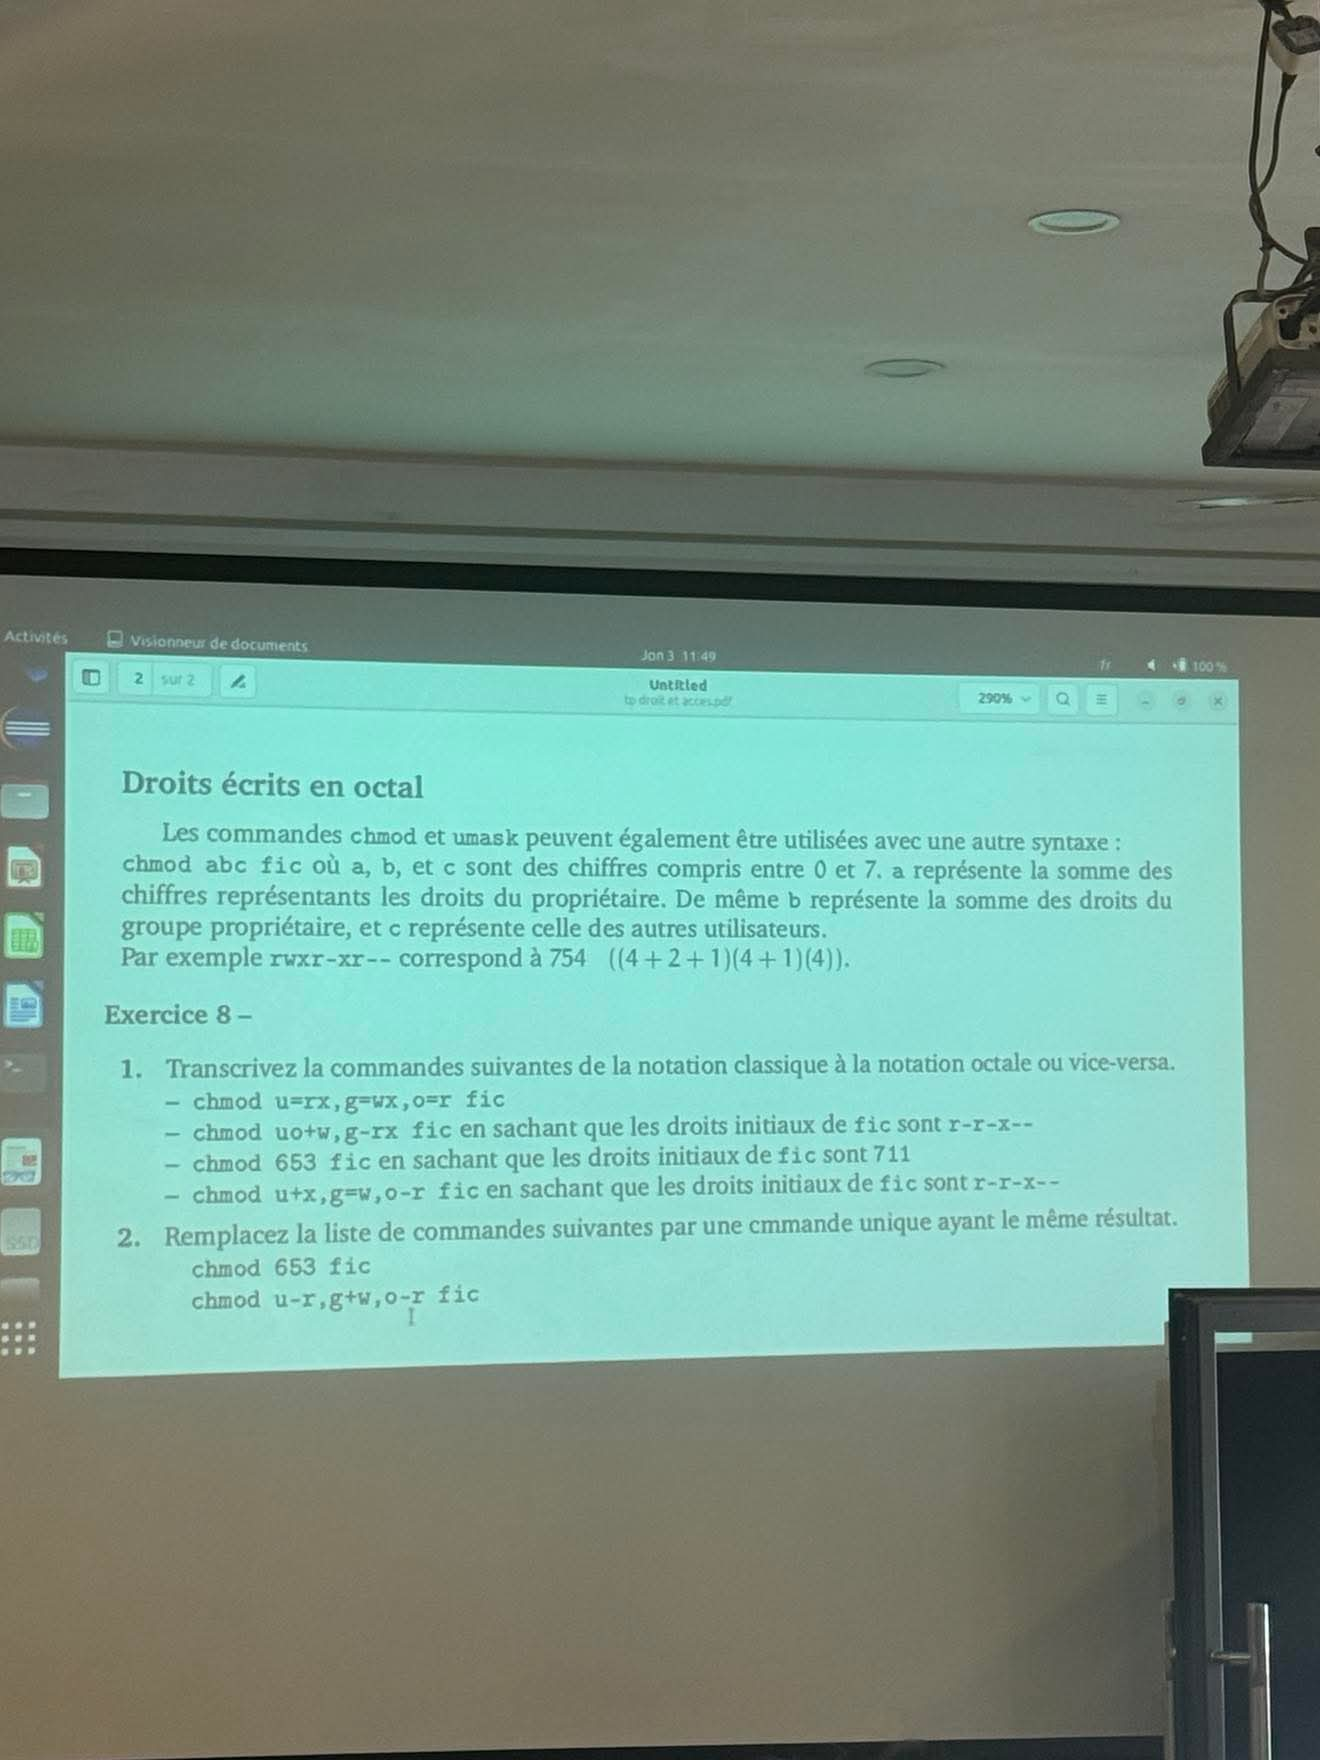 Activités
Visionneur de documents
Jan 3 11:49
fr
100 %
2 sur 2
Untitled
tp droit et acces.pdf
290%
Droits écrits en octal
Les commandes chmod et umask peuvent également être utilisées avec une autre syntaxe :
chmod abc fic où a, b, et c sont des chiffres compris entre 0 et 7. a représente la somme des
chiffres représentants les droits du propriétaire. De même b représente la somme des droits du
groupe propriétaire, et c représente celle des autres utilisateurs.
Par exemple rwxr-xr-- correspond à 754 ((4+2+1)(4+1)(4)).
Exercice 8 –
1. Transcrivez la commandes suivantes de la notation classique à la notation octale ou vice-versa.
– chmod u=rx,g=wx,o=r fic
– chmod uo+w,g-rx fic en sachant que les droits initiaux de fic sont r-r-x--
– chmod 653 fic en sachant que les droits initiaux de fic sont 711
– chmod u+x,g=w,o-r fic en sachant que les droits initiaux de fic sont r-r-x--
2. Remplacez la liste de commandes suivantes par une cmmande unique ayant le même résultat.
chmod 653 fic
chmod u-r,g+w,o-r fic
SSD